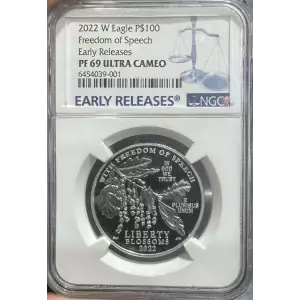 2022 W Eagle P$100
Freedom of Speech
Early Releases
PF 69 ULTRA CAMEO
6454039-001
EARLY RELEASES®
NGC
WITH FREEDOM OF SPEECH
IN
GOD
WE
TRUST
E
PLURIBUS
UNUM
LIBERTY
BLOSSOMS
2022